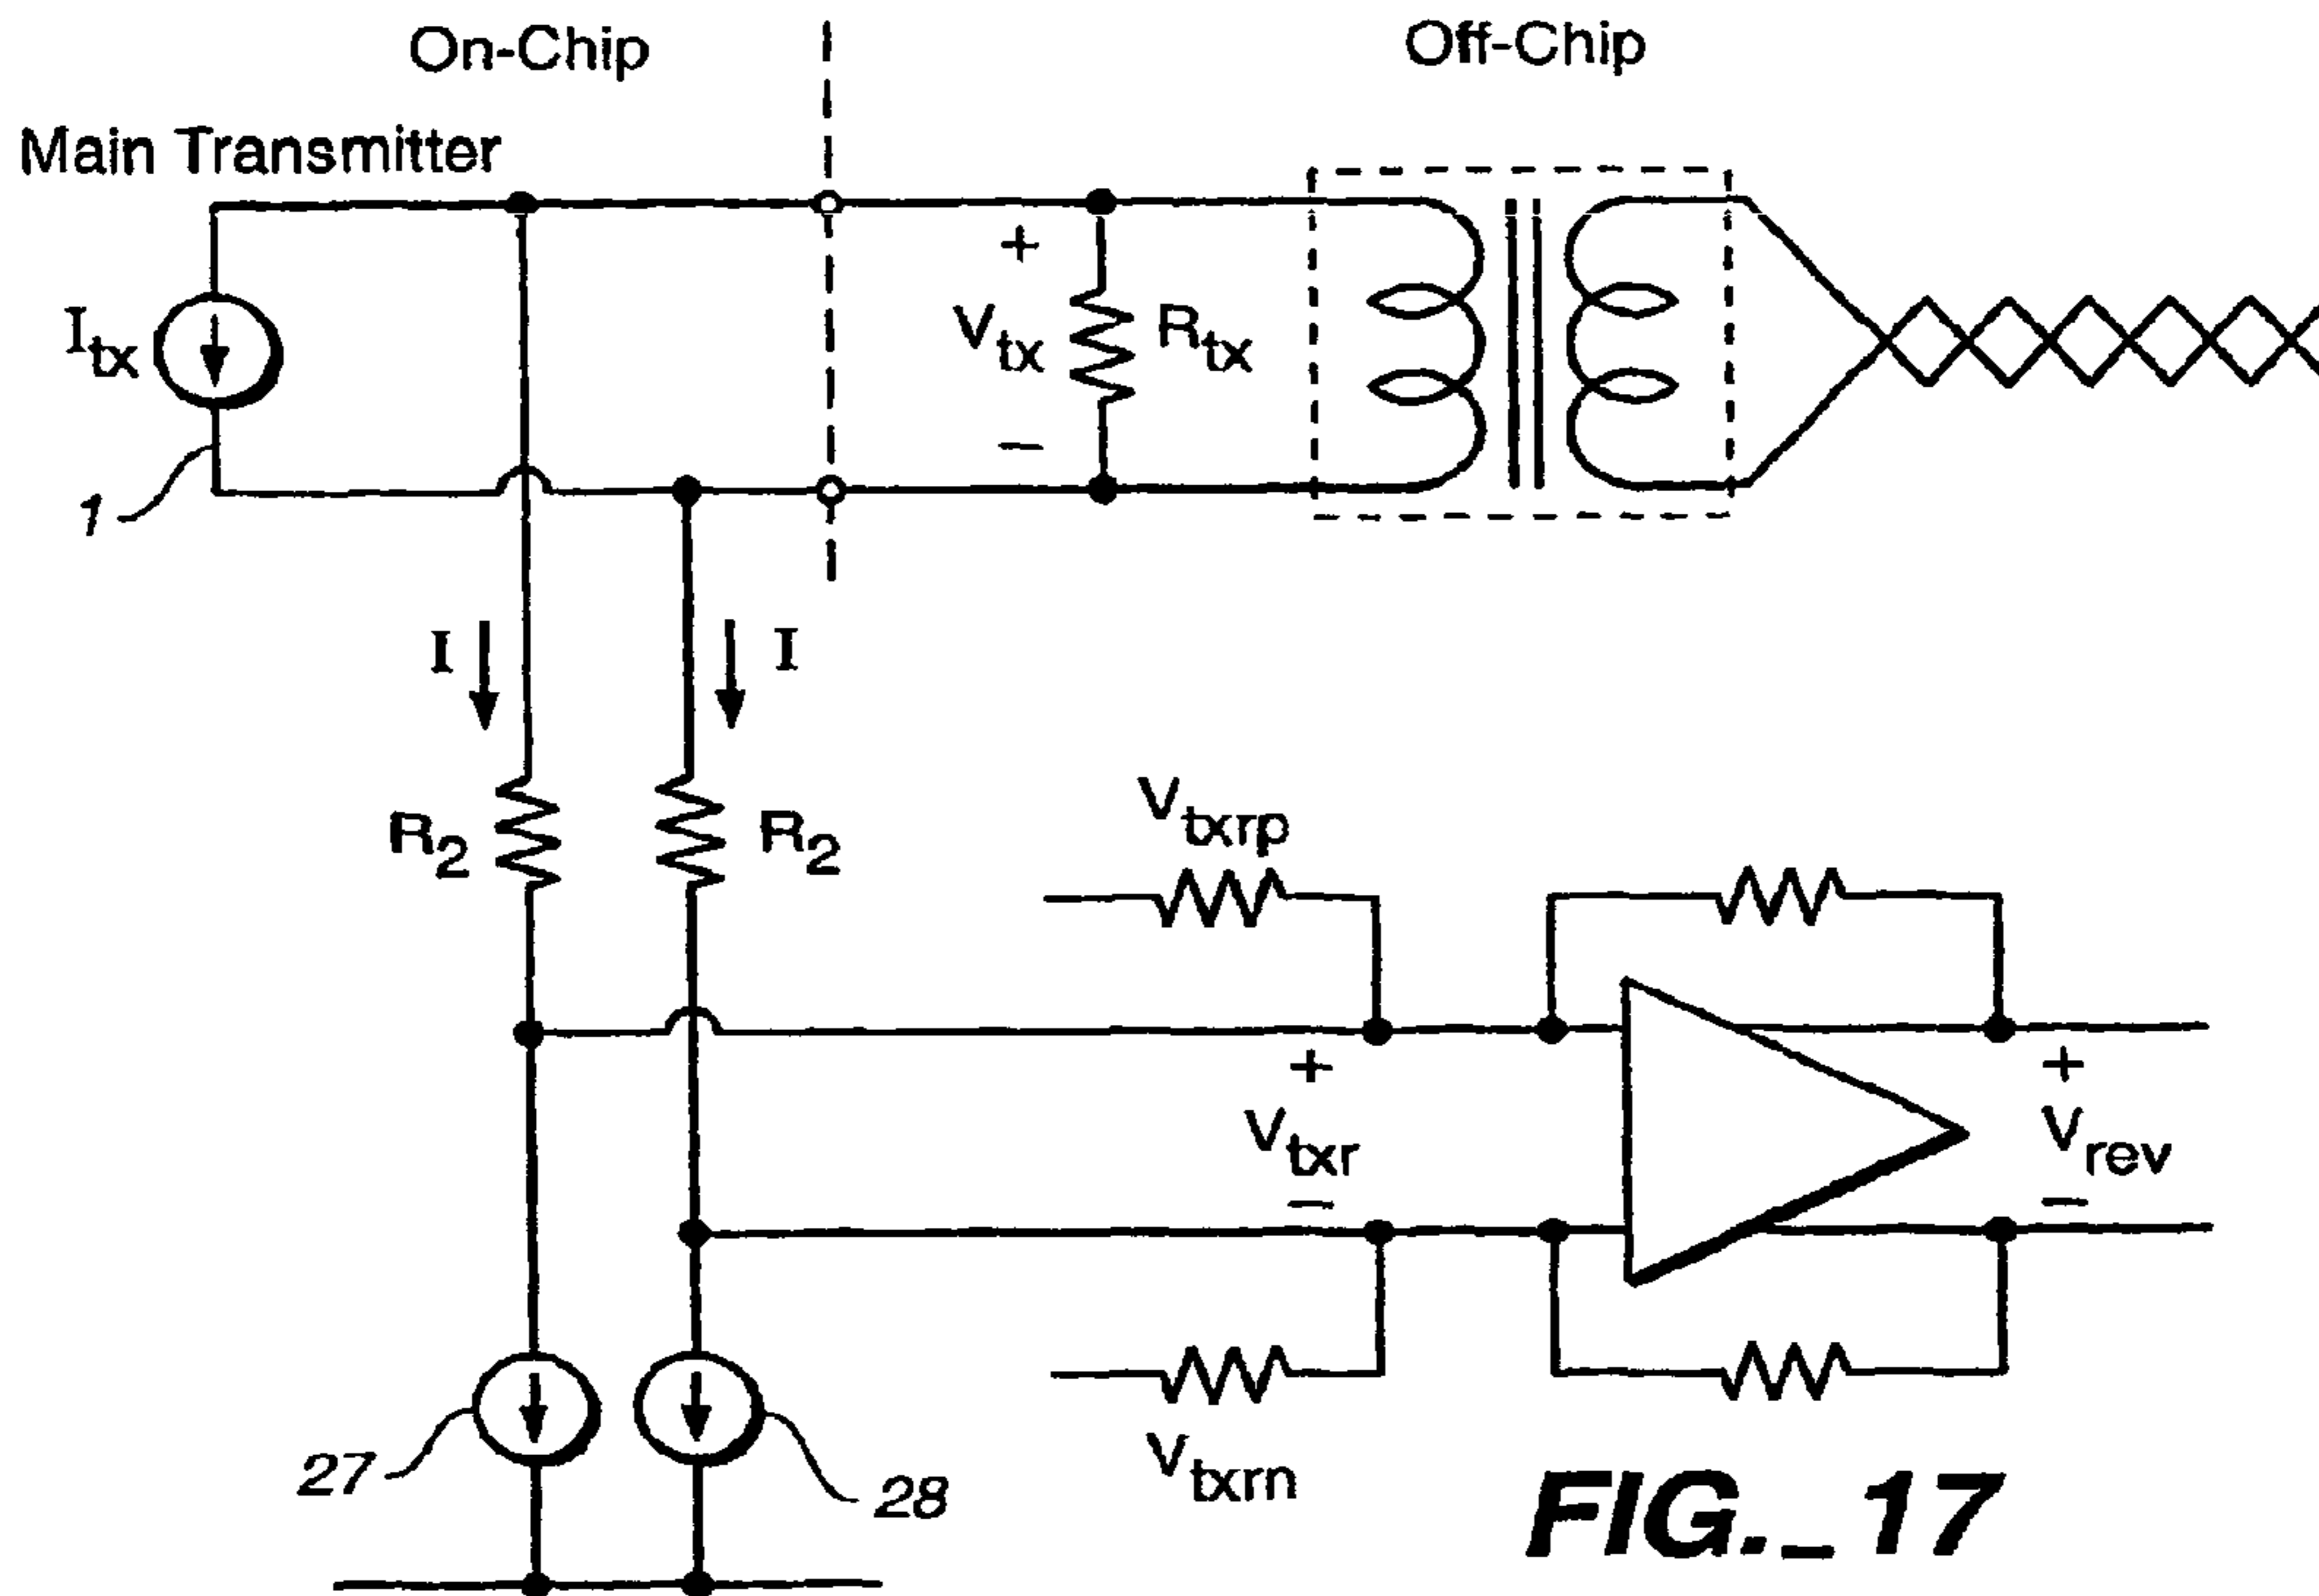 On-Chip
Off-Chip
Main Transmitter
Itx
+
Vtx
Rtx
−
1
I
I
R2
R2
Vtxrp
+
Vtxr
−
+
Vrev
−
27
28
Vtxrn
FIG._17